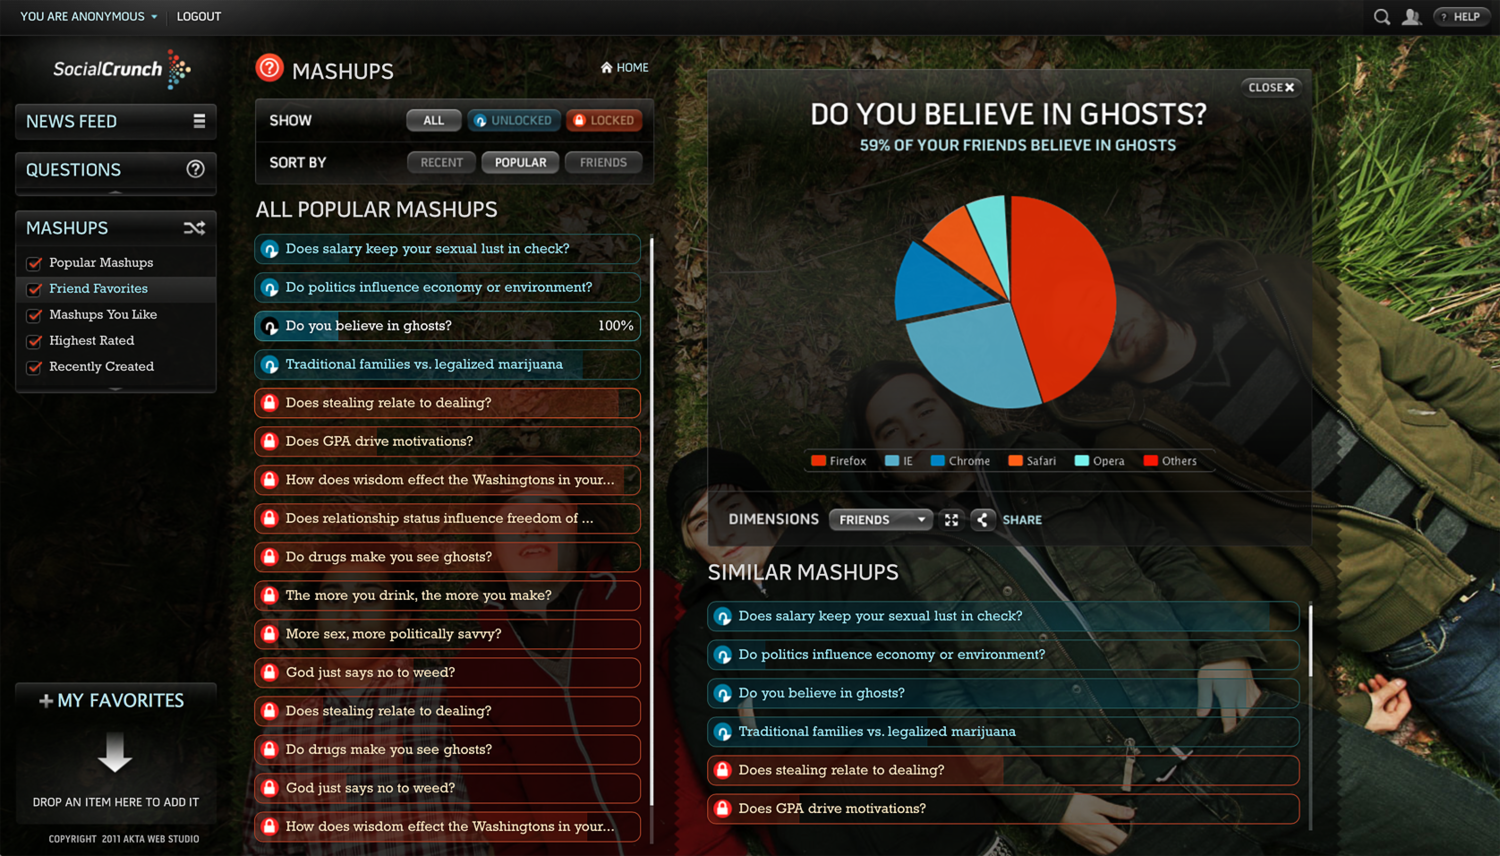 YOU ARE ANONYMOUS
LOGOUT
? HELP
SocialCrunch
NEWS FEED
QUESTIONS
?
MASHUPS
Popular Mashups
Friend Favorites
Mashups You Like
Highest Rated
Recently Created
+ MY FAVORITES
DROP AN ITEM HERE TO ADD IT
COPYRIGHT 2011 AKTA WEB STUDIO
? MASHUPS
HOME
SHOW
ALL
UNLOCKED
LOCKED
SORT BY
RECENT
POPULAR
FRIENDS
ALL POPULAR MASHUPS
Does salary keep your sexual lust in check?
Do politics influence economy or environment?
Do you believe in ghosts? 100%
Traditional families vs. legalized marijuana
Does stealing relate to dealing?
Does GPA drive motivations?
How does wisdom effect the Washingtons in your...
Does relationship status influence freedom of ...
Do drugs make you see ghosts?
The more you drink, the more you make?
More sex, more politically savvy?
God just says no to weed?
Does stealing relate to dealing?
Do drugs make you see ghosts?
God just says no to weed?
How does wisdom effect the Washingtons in your...
CLOSE X
DO YOU BELIEVE IN GHOSTS?
59% OF YOUR FRIENDS BELIEVE IN GHOSTS
Firefox
IE
Chrome
Safari
Opera
Others
DIMENSIONS
FRIENDS
SHARE
SIMILAR MASHUPS
Does salary keep your sexual lust in check?
Do politics influence economy or environment?
Do you believe in ghosts?
Traditional families vs. legalized marijuana
Does stealing relate to dealing?
Does GPA drive motivations?